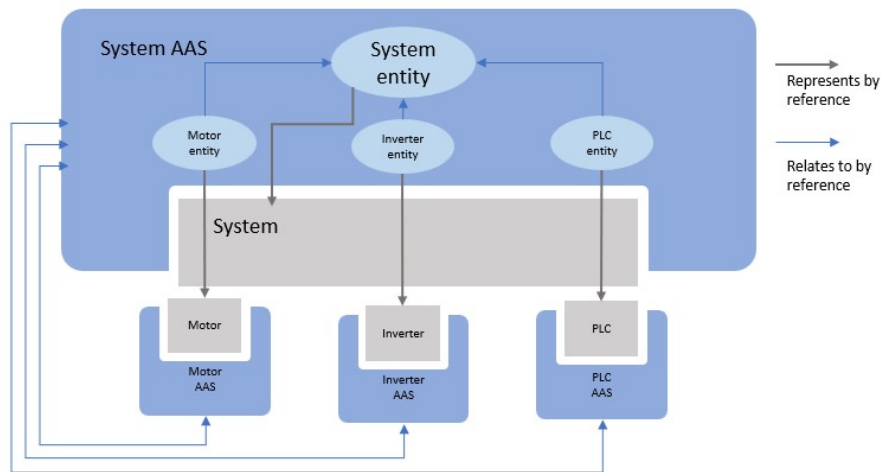 System AAS
System
entity
Represents by
reference
Motor
entity
Inverter
entity
PLC
entity
Relates to by
reference
System
Motor
Inverter
PLC
Motor
AAS
Inverter
AAS
PLC
AAS